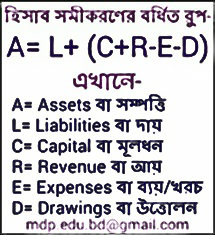 হিসাব সমীকরণের বর্ধিত রুপ-
A= L+ (C+R-E-D)
এখানে-
A= Assets বা সম্পত্তি
L= Liabilities বা দায়
C= Capital বা মূলধন
R= Revenue বা আয়
E= Expenses বা ব্যয়/খরচ
D= Drawings বা উত্তোলন
mdp.edu.bd@gmail.com